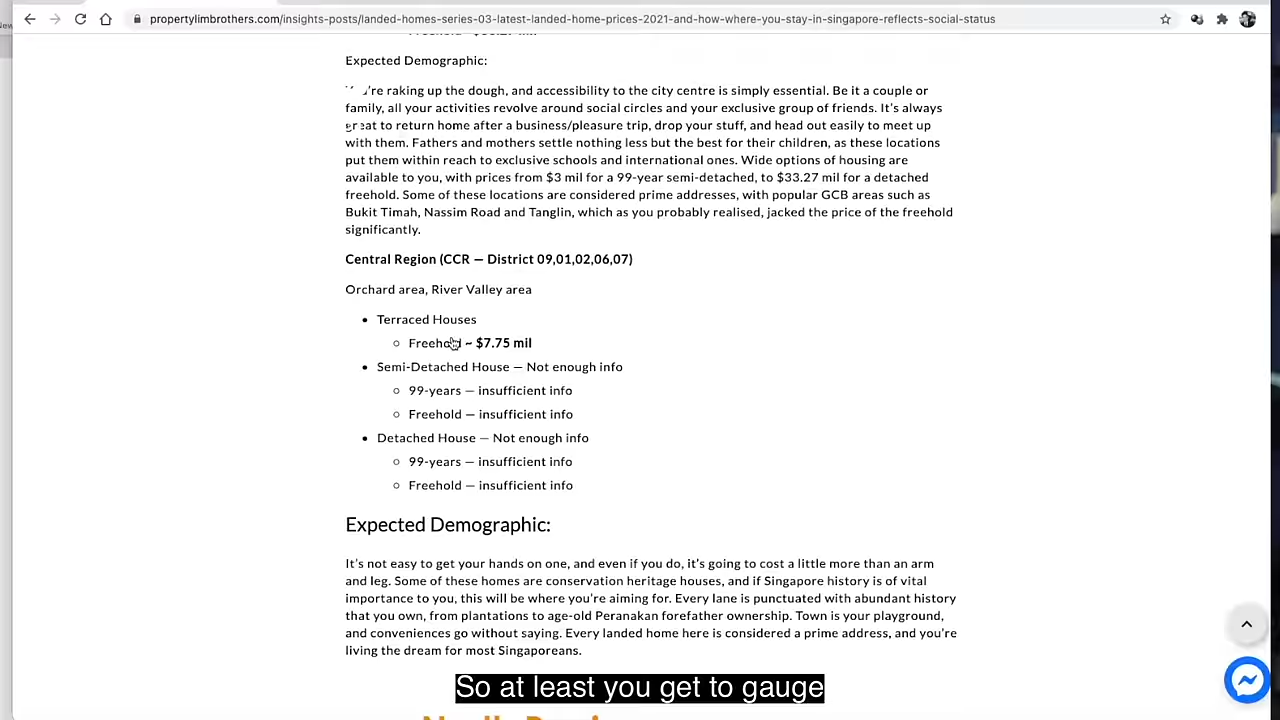 propertylimbrothers.com/insights-posts/landed-homes-series-03-latest-landed-home-prices-2021-and-how-where-you-stay-in-singapore-reflects-social-status
Expected Demographic:
raking up the dough, and accessibility to the city centre is simply essential. Be it a couple or
family, all your activities revolve around social circles and your exclusive group of friends. It’s always
great to return home after a business/pleasure trip, drop your stuff, and head out easily to meet up
with them. Fathers and mothers settle nothing less but the best for their children, as these locations
put them within reach to exclusive schools and international ones. Wide options of housing are
available to you, with prices from $3 mil for a 99-year semi-detached, to $33.27 mil for a detached
freehold. Some of these locations are considered prime addresses, with popular GCB areas such as
Bukit Timah, Nassim Road and Tanglin, which as you probably realised, jacked the price of the freehold
significantly.
Central Region (CCR — District 09,01,02,06,07)
Orchard area, River Valley area
• Terraced Houses
○ Freehold ~ $7.75 mil
• Semi-Detached House — Not enough info
○ 99-years — insufficient info
○ Freehold — insufficient info
• Detached House — Not enough info
○ 99-years — insufficient info
○ Freehold — insufficient info
Expected Demographic:
It’s not easy to get your hands on one, and even if you do, it’s going to cost a little more than an arm
and leg. Some of these homes are conservation heritage houses, and if Singapore history is of vital
importance to you, this will be where you’re aiming for. Every lane is punctuated with abundant history
that you own, from plantations to age-old Peranakan forefather ownership. Town is your playground,
and conveniences go without saying. Every landed home here is considered a prime address, and you’re
living the dream for most Singaporeans.
So at least you get to gauge